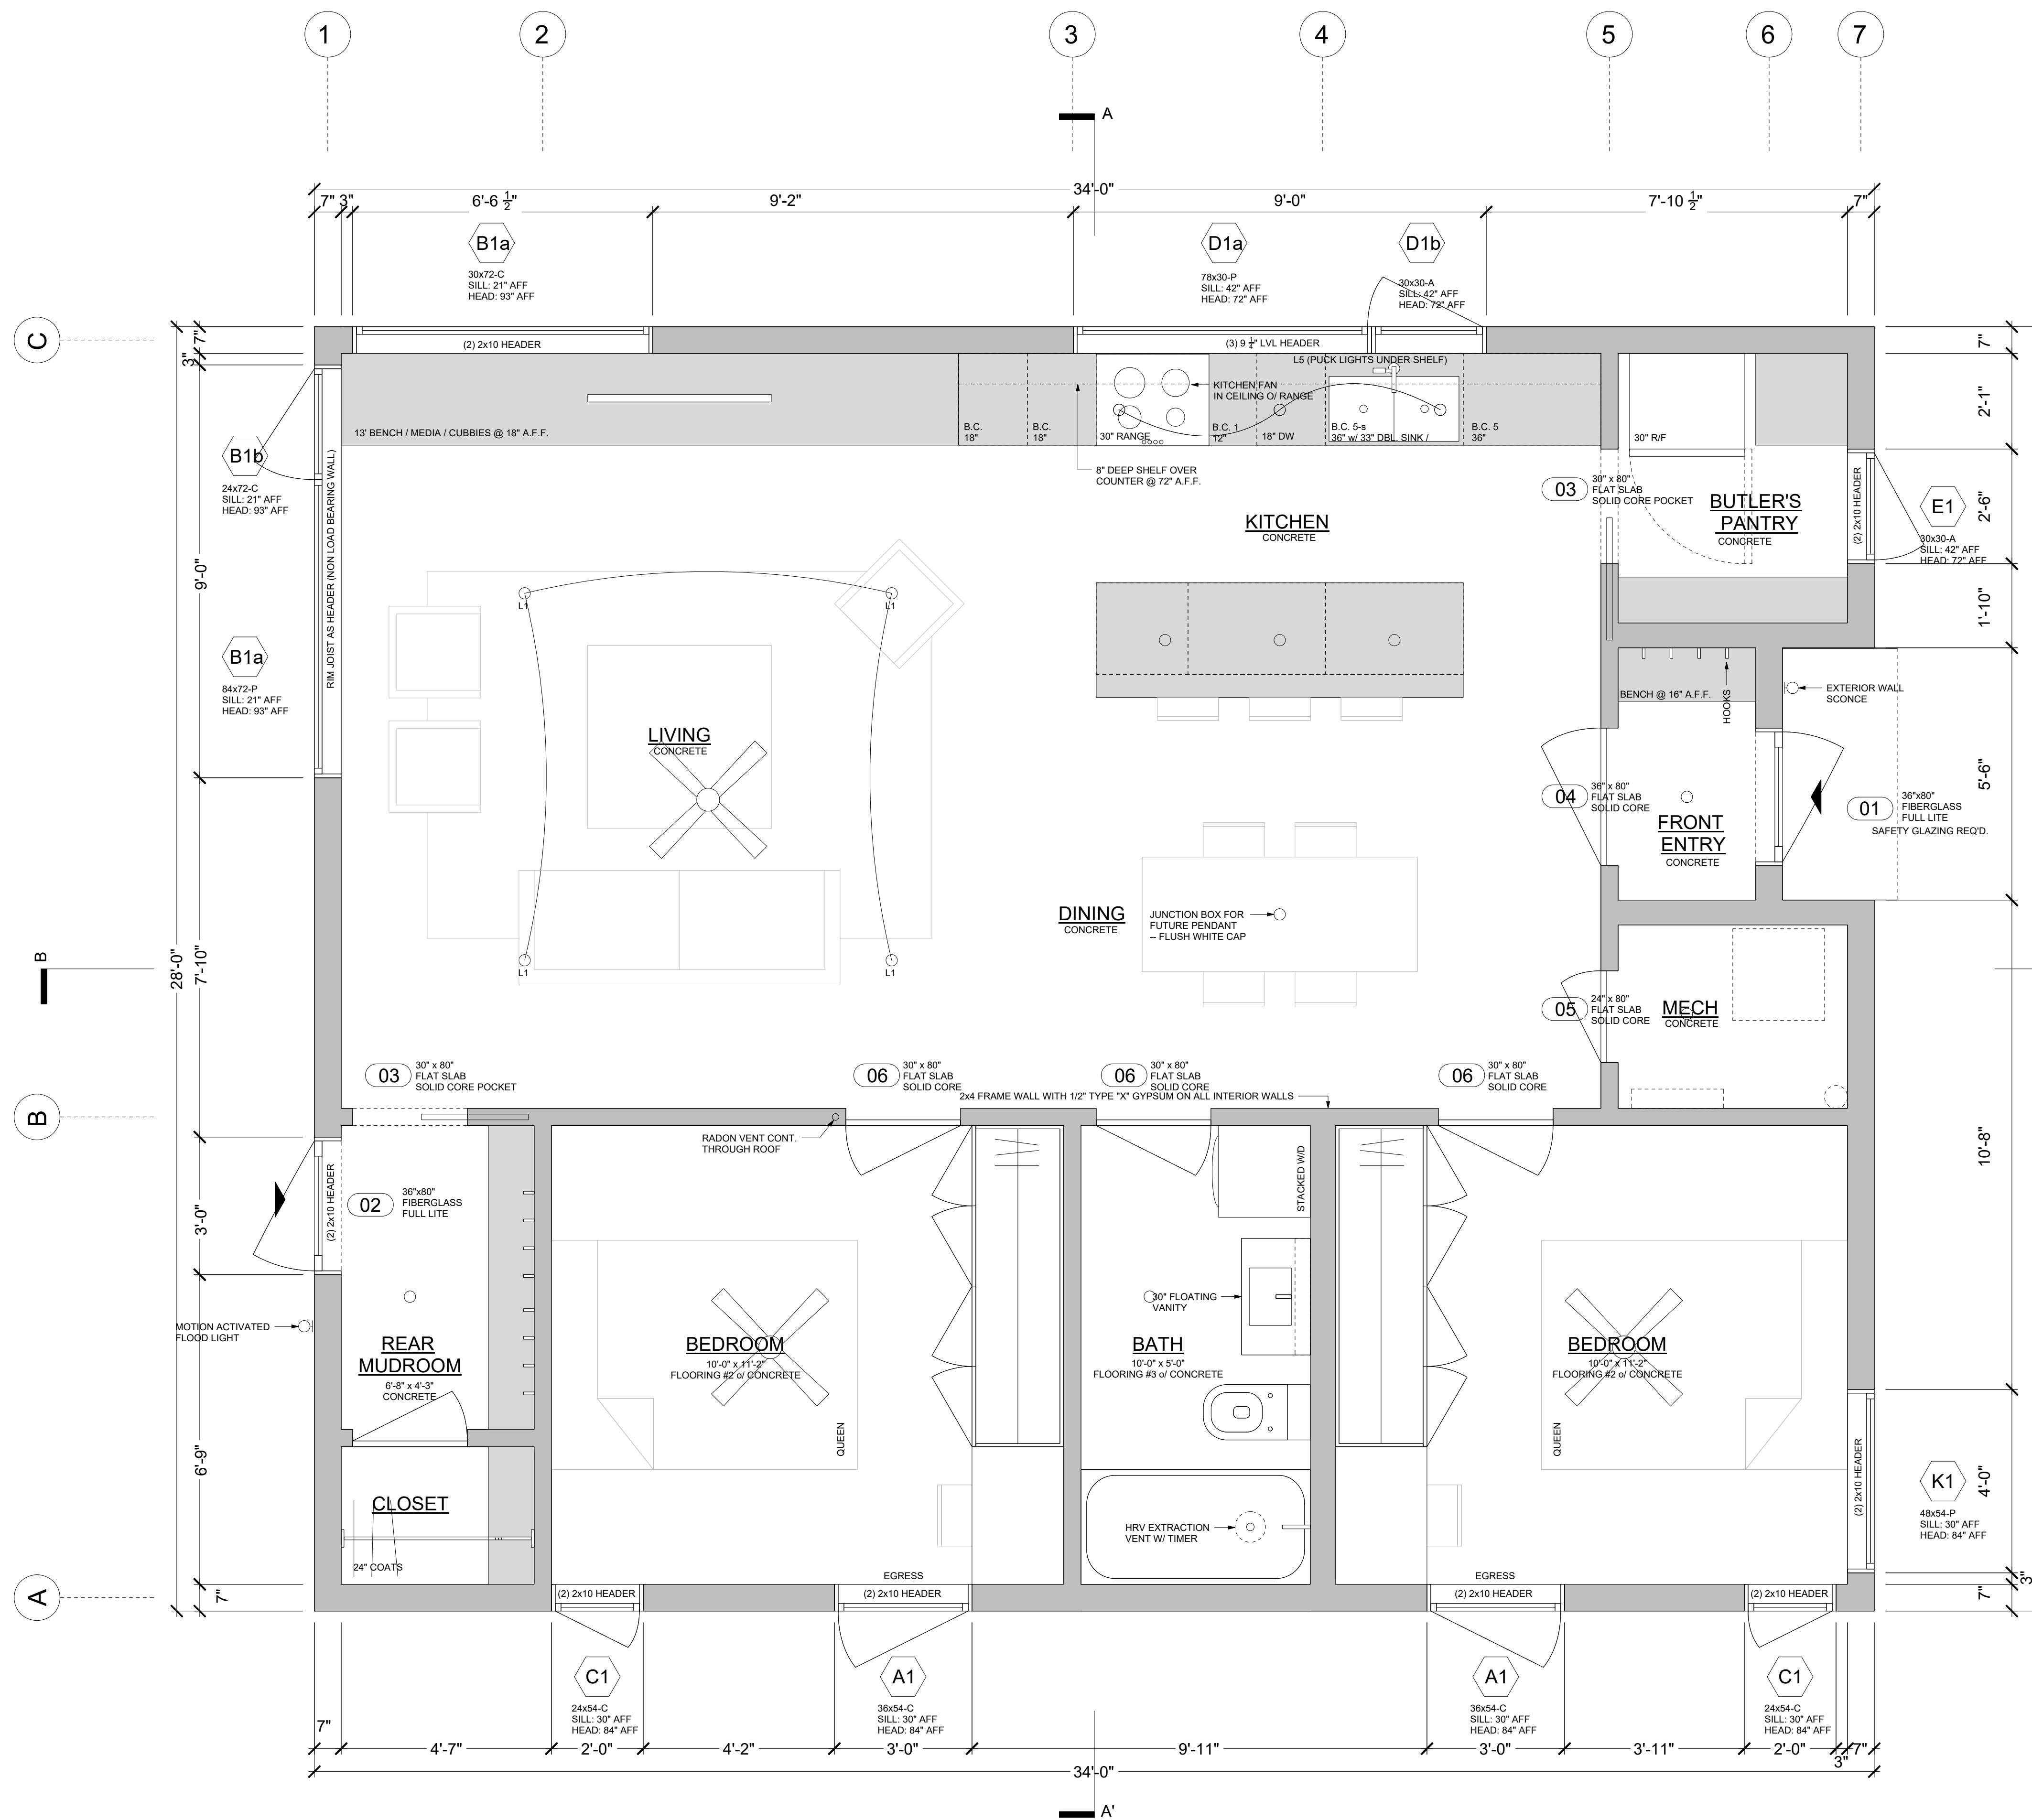 1 2 3 4 5 6 7
A
34'-0"
7" 3" 6'-6 1/2" 9'-2" 9'-0" 7'-10 1/2" 7"
B1a
30x72-C
SILL: 21" AFF
HEAD: 93" AFF
D1a
78x30-P
SILL: 42" AFF
HEAD: 72" AFF
D1b
30x30-A
SILL: 42" AFF
HEAD: 72" AFF
C
7"
3"
9'-0"
28'-0"
7'-10"
3'-0"
6'-9"
7"
(2) 2x10 HEADER
(3) 9 1/4" LVL HEADER
L5 (PUCK LIGHTS UNDER SHELF)
KITCHEN FAN
IN CEILING O/ RANGE
13' BENCH / MEDIA / CUBBIES @ 18" A.F.F.
B.C.
18"
B.C.
18"
30" RANGE
B.C. 1
12"
18" DW
B.C. 5-s
36" w/ 33" DBL. SINK /
B.C. 5
36"
30" R/F
8" DEEP SHELF OVER
COUNTER @ 72" A.F.F.
B1b
24x72-C
SILL: 21" AFF
HEAD: 93" AFF
RIM JOIST AS HEADER (NON LOAD BEARING WALL)
B1a
84x72-P
SILL: 21" AFF
HEAD: 93" AFF
03
30" x 80"
FLAT SLAB
SOLID CORE POCKET
KITCHEN
CONCRETE
BUTLER'S
PANTRY
CONCRETE
(2) 2x10 HEADER
E1
30x30-A
SILL: 42" AFF
HEAD: 72" AFF
7"
2'-1"
2'-6"
1'-10"
5'-6"
10'-8"
4'-0"
3"
7"
L1
L1
LIVING
CONCRETE
L1
L1
BENCH @ 16" A.F.F.
HOOKS
EXTERIOR WALL
SCONCE
04
36" x 80"
FLAT SLAB
SOLID CORE
FRONT
ENTRY
CONCRETE
01
36"x80"
FIBERGLASS
FULL LITE
SAFETY GLAZING REQ'D.
DINING
CONCRETE
JUNCTION BOX FOR
FUTURE PENDANT
-- FLUSH WHITE CAP
B
05
24" x 80"
FLAT SLAB
SOLID CORE
MECH
CONCRETE
03
30" x 80"
FLAT SLAB
SOLID CORE POCKET
06
30" x 80"
FLAT SLAB
SOLID CORE
06
30" x 80"
FLAT SLAB
SOLID CORE
06
30" x 80"
FLAT SLAB
SOLID CORE
2x4 FRAME WALL WITH 1/2" TYPE "X" GYPSUM ON ALL INTERIOR WALLS
B
RADON VENT CONT.
THROUGH ROOF
(2) 2x10 HEADER
02
36"x80"
FIBERGLASS
FULL LITE
STACKED W/D
MOTION ACTIVATED
FLOOD LIGHT
REAR
MUDROOM
6'-8" x 4'-3"
CONCRETE
BEDROOM
10'-0" x 11'-2"
FLOORING #2 o/ CONCRETE
QUEEN
30" FLOATING
VANITY
BATH
10'-0" x 5'-0"
FLOORING #3 o/ CONCRETE
BEDROOM
10'-0" x 11'-2"
FLOORING #2 o/ CONCRETE
QUEEN
(2) 2x10 HEADER
K1
48x54-P
SILL: 30" AFF
HEAD: 84" AFF
CLOSET
24" COATS
HRV EXTRACTION
VENT W/ TIMER
A
EGRESS
EGRESS
(2) 2x10 HEADER
(2) 2x10 HEADER
(2) 2x10 HEADER
(2) 2x10 HEADER
C1
24x54-C
SILL: 30" AFF
HEAD: 84" AFF
A1
36x54-C
SILL: 30" AFF
HEAD: 84" AFF
A1
36x54-C
SILL: 30" AFF
HEAD: 84" AFF
C1
24x54-C
SILL: 30" AFF
HEAD: 84" AFF
7" 4'-7" 2'-0" 4'-2" 3'-0" 9'-11" 3'-0" 3'-11" 2'-0" 3" 7"
34'-0"
A'